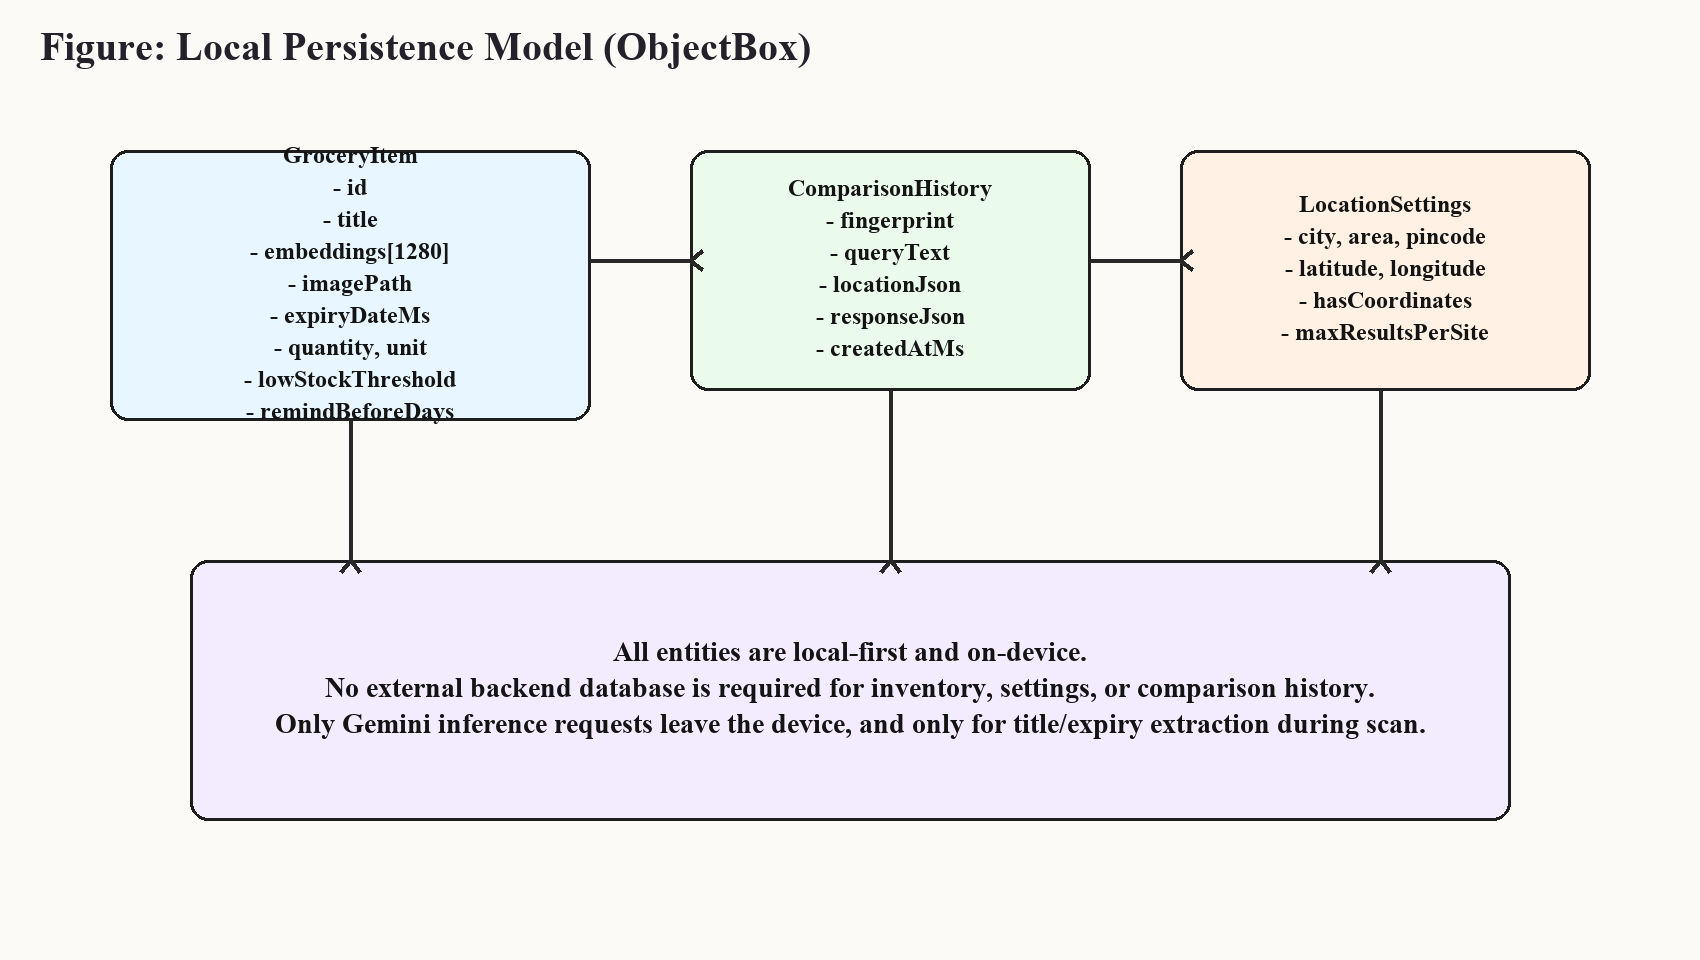 Figure: Local Persistence Model (ObjectBox)
GroceryItem
- id
- title
- embeddings[1280]
- imagePath
- expiryDateMs
- quantity, unit
- lowStockThreshold
- remindBeforeDays
ComparisonHistory
- fingerprint
- queryText
- locationJson
- responseJson
- createdAtMs
LocationSettings
- city, area, pincode
- latitude, longitude
- hasCoordinates
- maxResultsPerSite
All entities are local-first and on-device.
No external backend database is required for inventory, settings, or comparison history.
Only Gemini inference requests leave the device, and only for title/expiry extraction during scan.